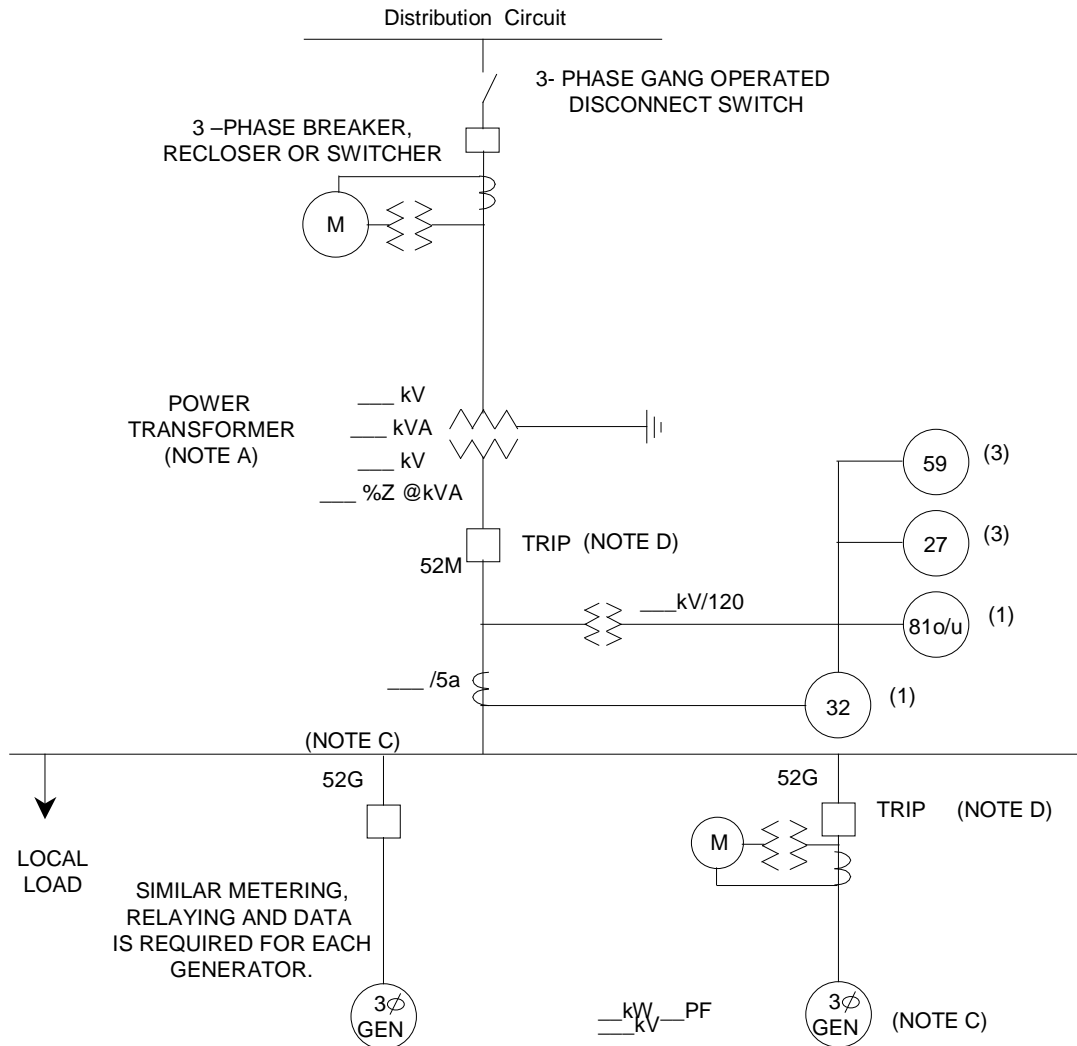 Distribution Circuit
3- PHASE GANG OPERATED
DISCONNECT SWITCH
3 –PHASE BREAKER,
RECLOSER OR SWITCHER
M
___ kV
POWER
TRANSFORMER
(NOTE A)
___ kVA
___ kV
___ %Z @kVA
59
(3)
27
(3)
TRIP (NOTE D)
52M
___kV/120
81o/u
(1)
___ /5a
32
(1)
(NOTE C)
52G
52G
TRIP (NOTE D)
M
LOCAL
LOAD
SIMILAR METERING,
RELAYING AND DATA
IS REQUIRED FOR EACH
GENERATOR.
3⌀
GEN
__kW __PF
___kV
3⌀
GEN
(NOTE C)